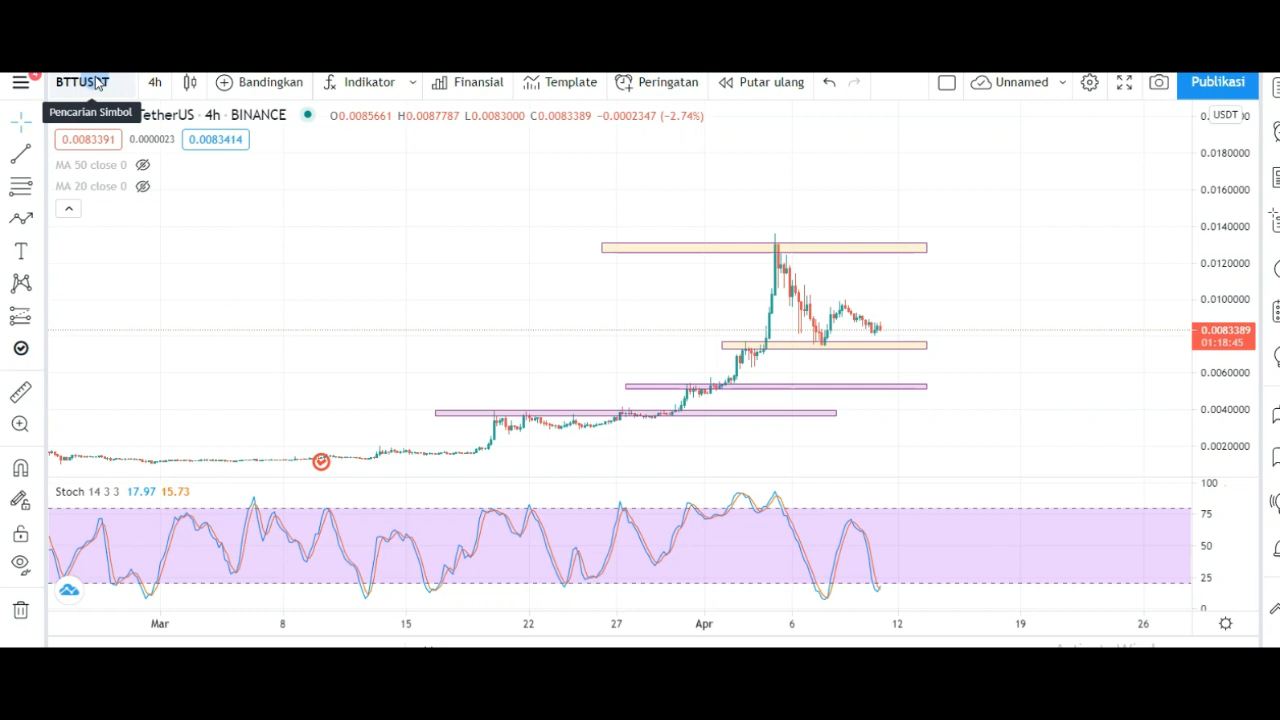 4
BTTUSDT 4h Bandingkan Indikator Finansial Template Peringatan Putar ulang Unnamed Publikasi
Pencarian Simbol
TetherUS · 4h · BINANCE O0.0085661 H0.0087787 L0.0083000 C0.0083389 −0.0002347 (−2.74%)
USDT
0.0083391 0.0000023 0.0083414
MA 50 close 0
MA 20 close 0
0.0180000
0.0160000
0.0140000
0.0120000
0.0100000
0.0083389
01:18:45
0.0060000
0.0040000
0.0020000
Stoch 14 3 3 17.97 15.73
100
75
50
25
0
Mar 8 15 22 27 Apr 6 12 19 26